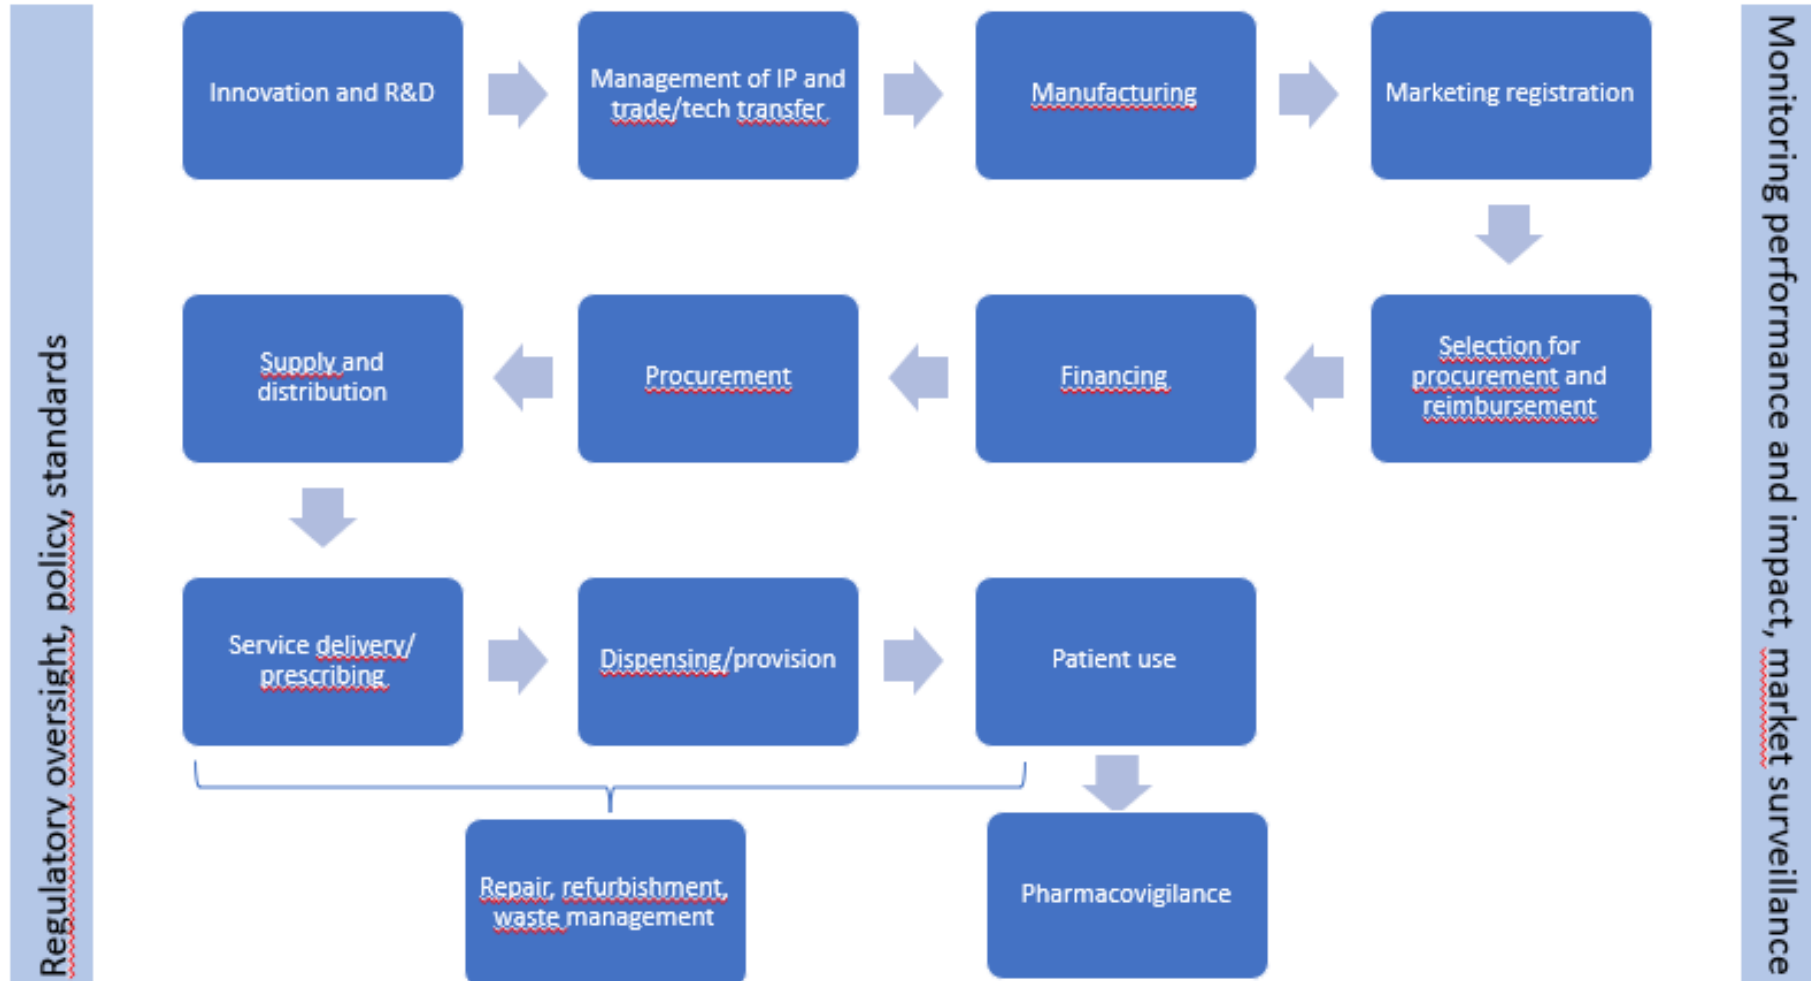 Regulatory oversight, policy, standards
Innovation and R&D
Management of IP and
trade/tech transfer
Manufacturing
Marketing registration
Selection for
procurement and
reimbursement
Financing
Procurement
Supply and
distribution
Service delivery/
prescribing
Dispensing/provision
Patient use
Repair, refurbishment,
waste management
Pharmacovigilance
Monitoring performance and impact, market surveillance